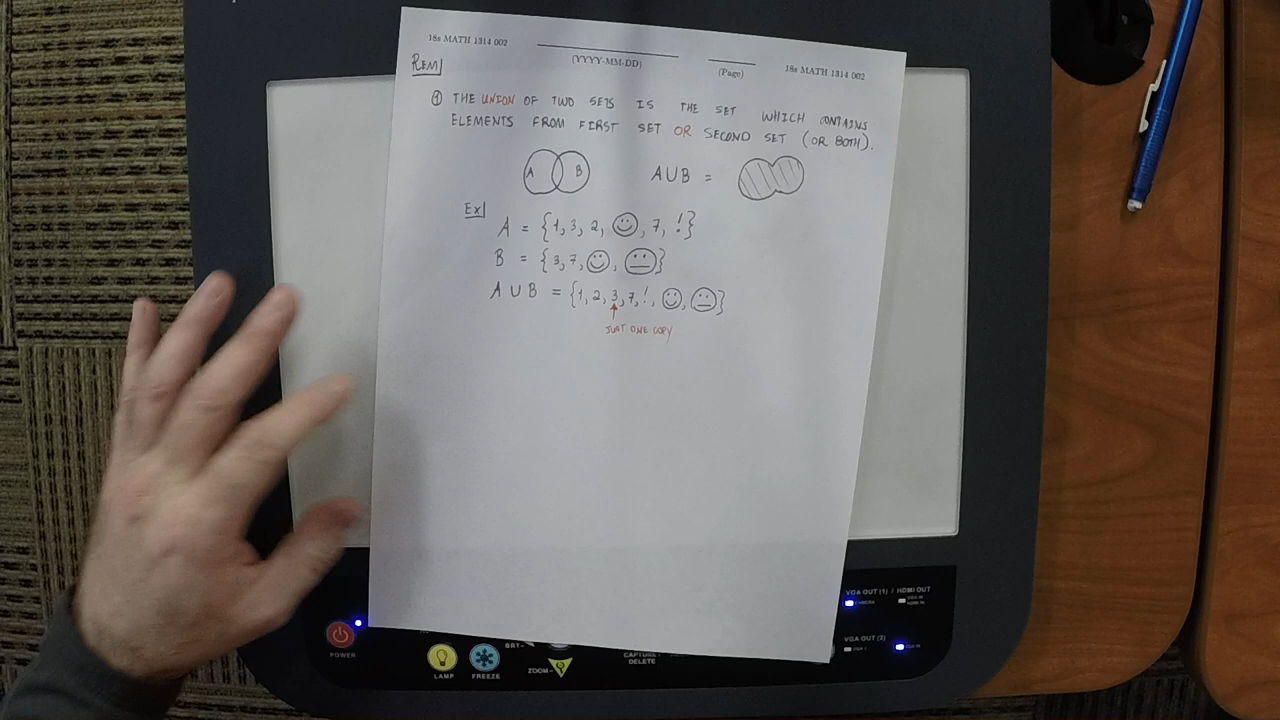 18s MATH 1314 002
(YYYY-MM-DD)
(Page)
18s MATH 1314 002
REM
① THE UNION OF TWO SETS IS THE SET WHICH CONTAINS
ELEMENTS FROM FIRST SET OR SECOND SET (OR BOTH).
A B A∪B =
EX
A = {1, 3, 2, ☺, 7, !}
B = {3, 7, ☺, 😐}
A ∪ B = {1, 2, 3, 7, !, ☺, 😐}
↑
JUST ONE COPY
VGA OUT (1) / HDMI OUT
CAMERA
VGA OUT (2)
POWER
LAMP
FREEZE
BRT-
ZOOM-
CAPTURE
DELETE